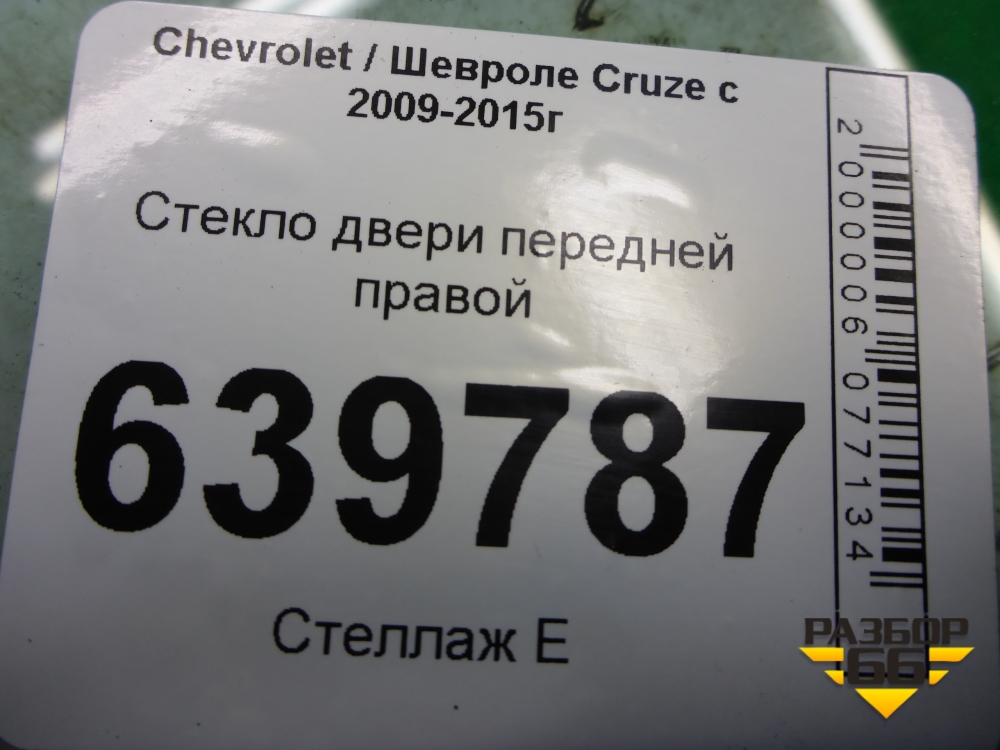 Chevrolet / Шевроле Cruze с
2009-2015г
Стекло двери передней
правой
639787
Стеллаж Е
2000006077134
РАЗБОР
66